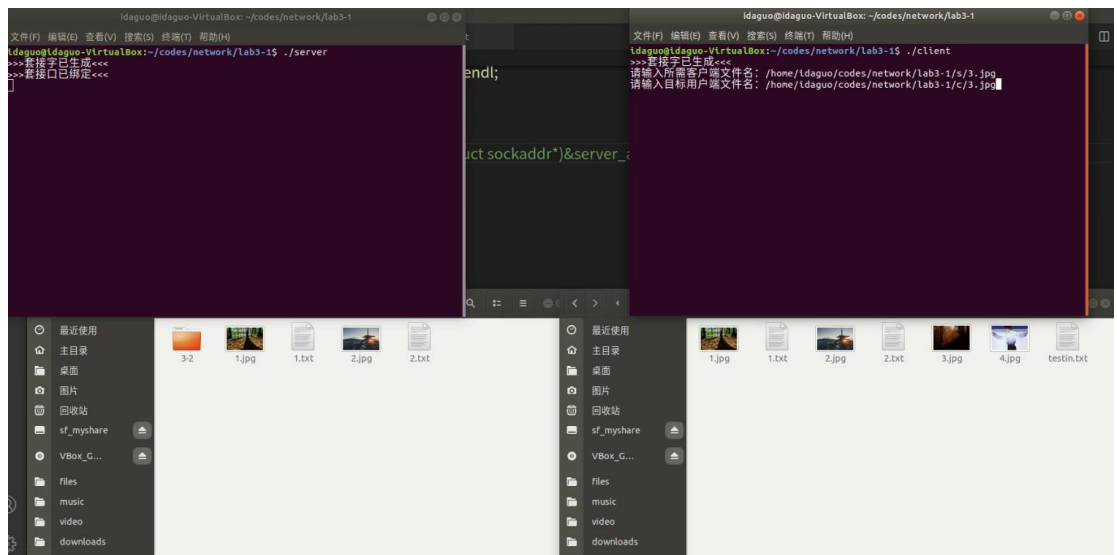 idaguo@idaguo-VirtualBox: ~/codes/network/lab3-1
文件(F) 编辑(E) 查看(V) 搜索(S) 终端(T) 帮助(H)
idaguo@idaguo-VirtualBox:~/codes/network/lab3-1$ ./server
>>>套接字已生成<<<
>>>套接口已绑定<<<
endl;
uct sockaddr*)&server_a
idaguo@idaguo-VirtualBox: ~/codes/network/lab3-1
文件(F) 编辑(E) 查看(V) 搜索(S) 终端(T) 帮助(H)
idaguo@idaguo-VirtualBox:~/codes/network/lab3-1$ ./client
>>>套接字已生成<<<
请输入所需客户端文件名: /home/idaguo/codes/network/lab3-1/s/3.jpg
请输入目标用户端文件名: /home/idaguo/codes/network/lab3-1/c/3.jpg
最近使用
主目录
桌面
图片
回收站
sf_myshare
VBox_G...
files
music
video
downloads
3-2 1.jpg 1.txt 2.jpg 2.txt
最近使用
主目录
桌面
图片
回收站
sf_myshare
VBox_G...
files
music
video
downloads
1.jpg 1.txt 2.jpg 2.txt 3.jpg 4.jpg testin.txt